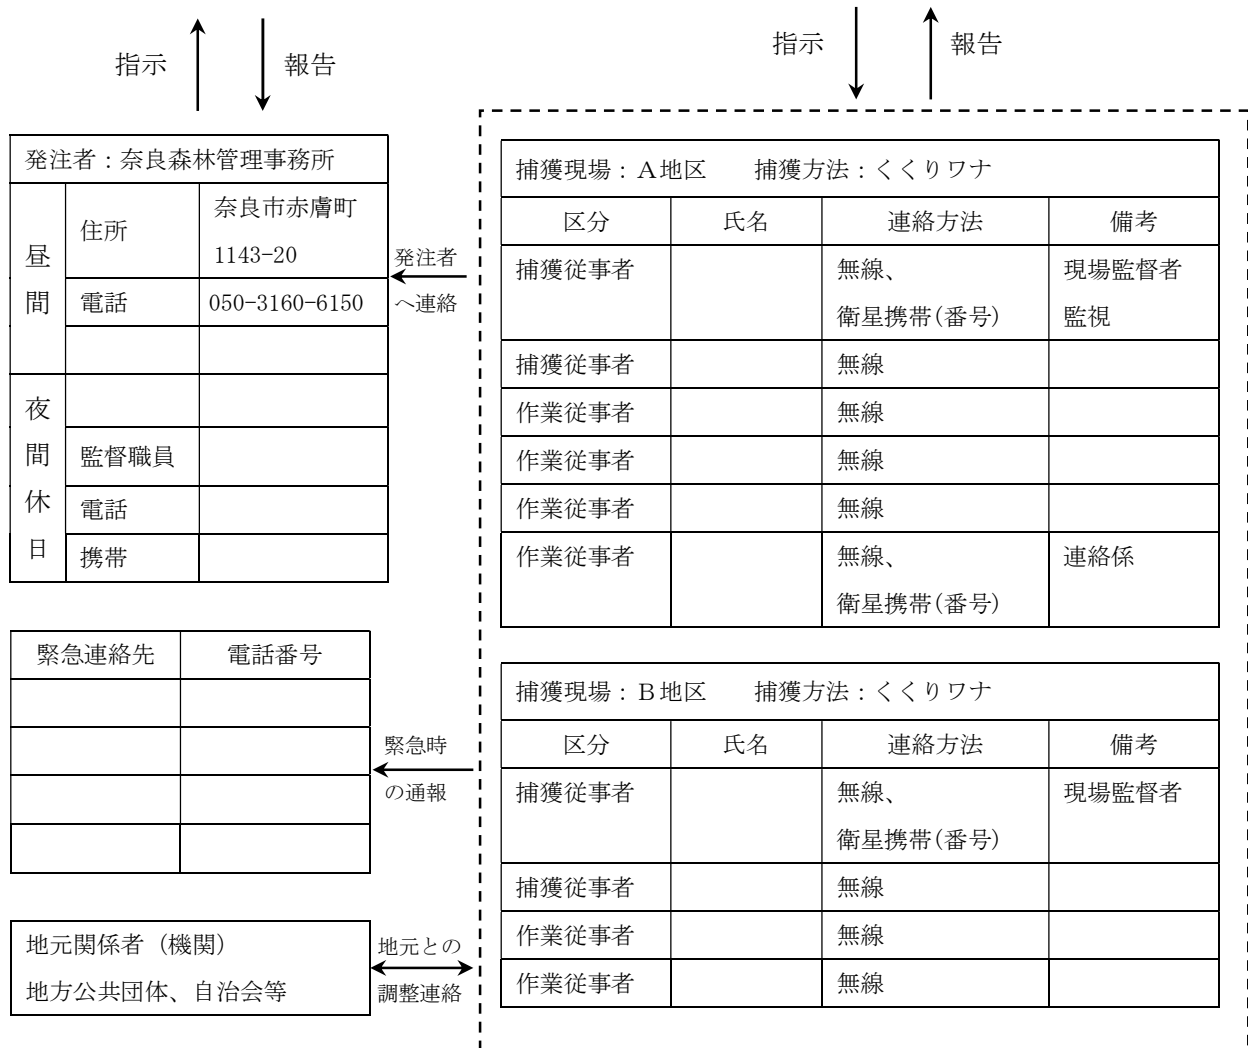 指示
報告
指示
報告
発注者：奈良森林管理事務所
昼間
住所
奈良市赤膚町
1143-20
電話
050-3160-6150
夜間休日
監督職員
電話
携帯
発注者
へ連絡
緊急連絡先 電話番号
緊急時
の通報
地元関係者（機関）
地方公共団体、自治会等
地元との
調整連絡
捕獲現場：Ａ地区　捕獲方法：くくりワナ
区分 氏名 連絡方法 備考
捕獲従事者 無線、 現場監督者
衛星携帯(番号) 監視
捕獲従事者 無線
作業従事者 無線
作業従事者 無線
作業従事者 無線
作業従事者 無線、 連絡係
衛星携帯(番号)
捕獲現場：Ｂ地区　捕獲方法：くくりワナ
区分 氏名 連絡方法 備考
捕獲従事者 無線、 現場監督者
衛星携帯(番号)
捕獲従事者 無線
作業従事者 無線
作業従事者 無線